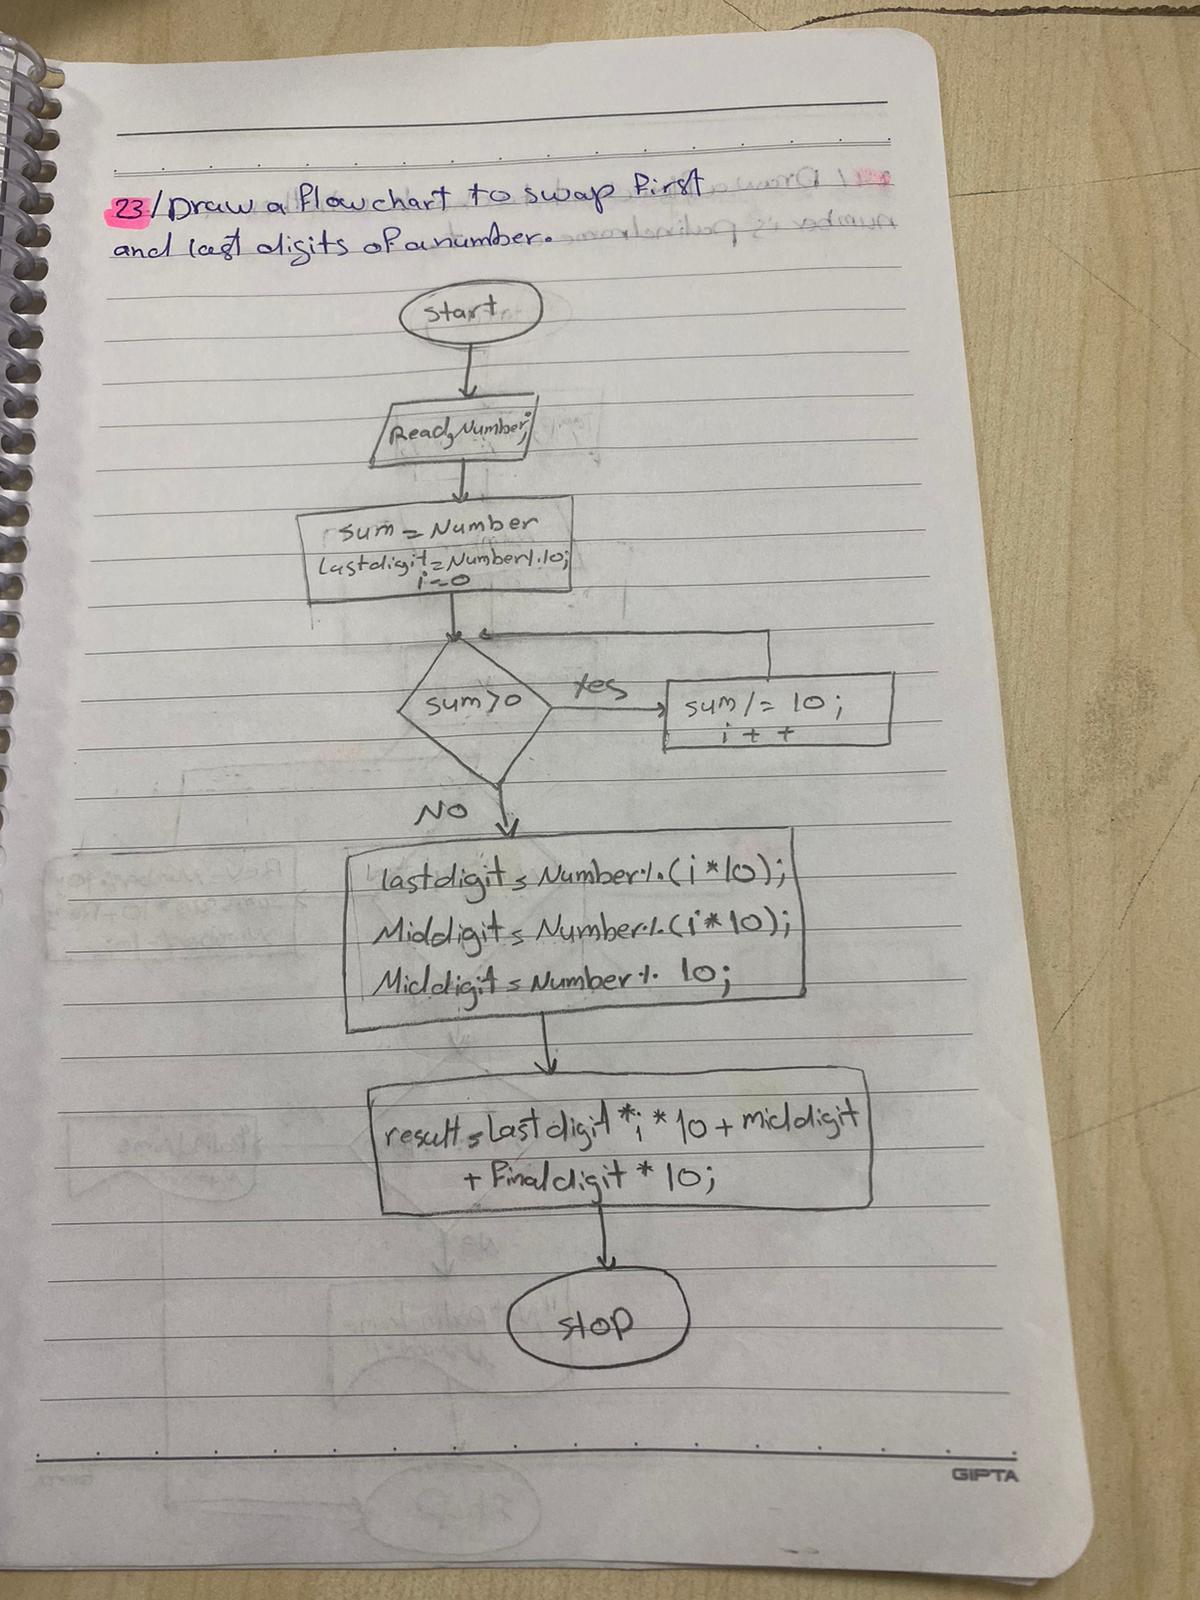 23/Draw a flowchart to swap first
and last digits of a number.
start
Read, Number;
sum = Number
Lastdigit = Number%10;
i=0
sum>0
Yes
sum /= 10;
i++
NO
lastdigit = Number%(i*10);
Middigit = Number%(i*10);
Middigit = Number% 10;
result = Lastdigit *i *10 + middigit
+ finaldigit * 10;
stop
GIPTA